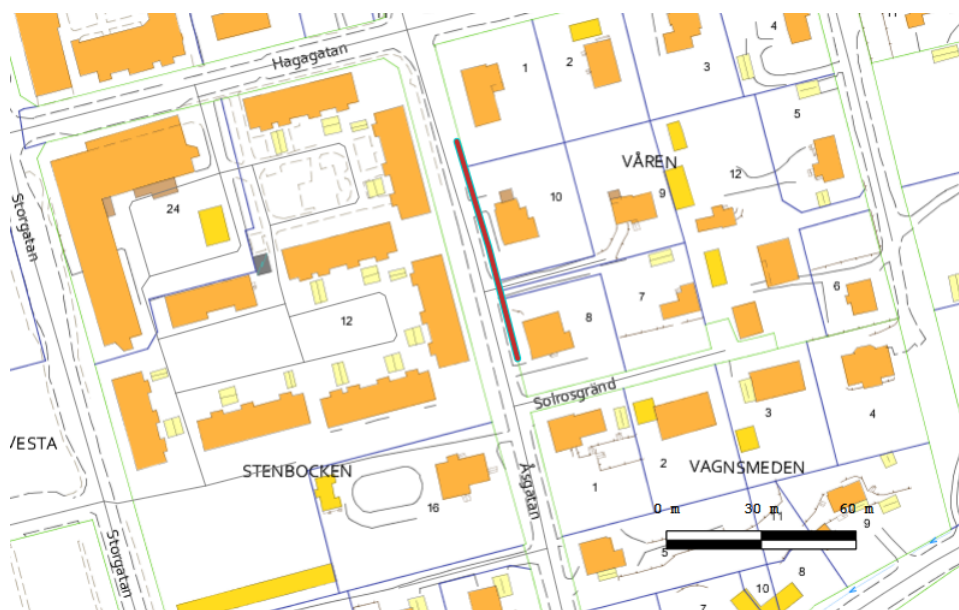 Hagagatan
1
2
3
4
5
VÅREN
12
10
9
24
Storgatan
6
7
8
12
Solrosgränd
VESTA
STENBOCKEN
VAGNSMEDEN
1
2
3
4
16
Åsgatan
0 m
30 m
60 m
11
9
5
Storgatan
8
10
7